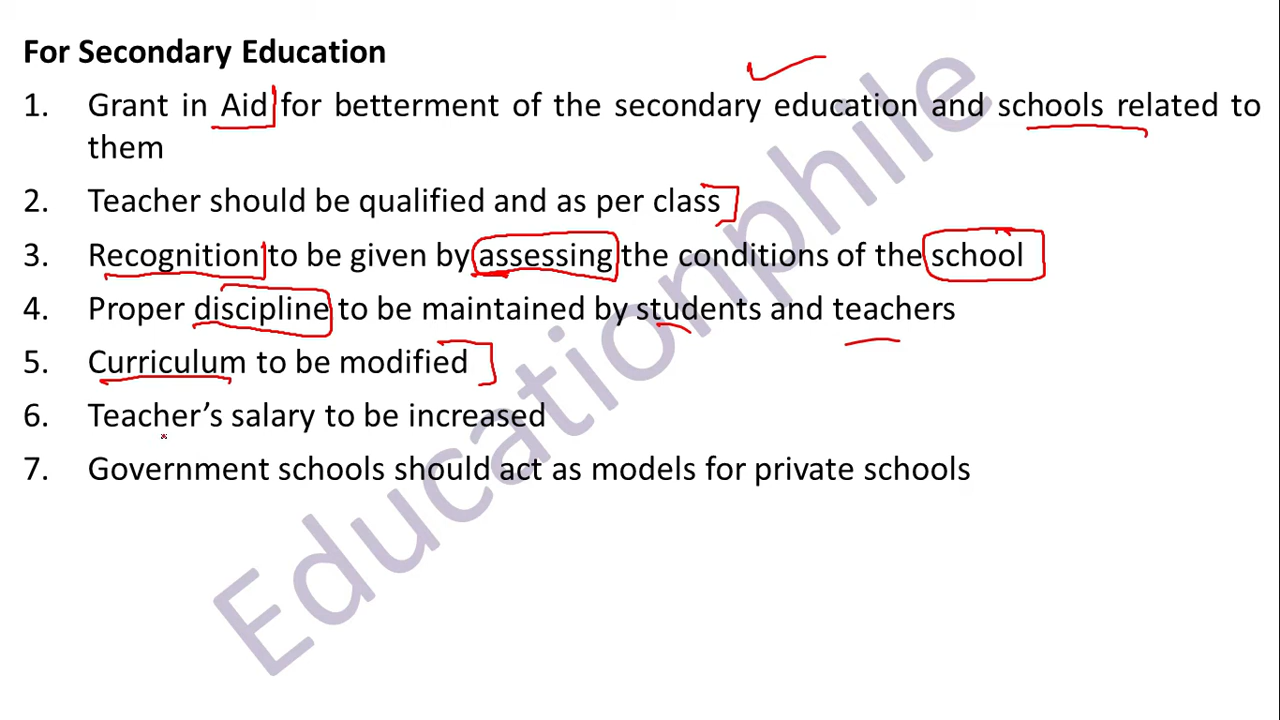 For Secondary Education
1. Grant in Aid for betterment of the secondary education and schools related to
them
2. Teacher should be qualified and as per class
3. Recognition to be given by assessing the conditions of the school
4. Proper discipline to be maintained by students and teachers
5. Curriculum to be modified
6. Teacher’s salary to be increased
7. Government schools should act as models for private schools
Educationphile